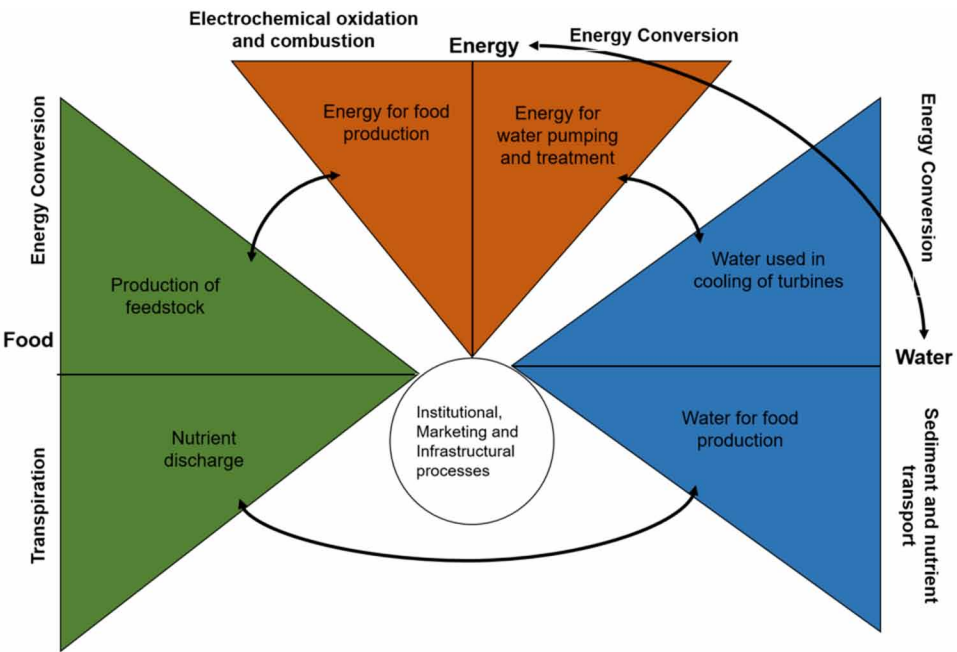 Electrochemical oxidation
and combustion
Energy
Energy Conversion
Energy for food
production
Energy for
water pumping
and treatment
Energy Conversion
Production of
feedstock
Food
Nutrient
discharge
Transpiration
Institutional,
Marketing and
Infrastructural
processes
Energy Conversion
Water used in
cooling of turbines
Water
Water for food
production
Sediment and nutrient
transport